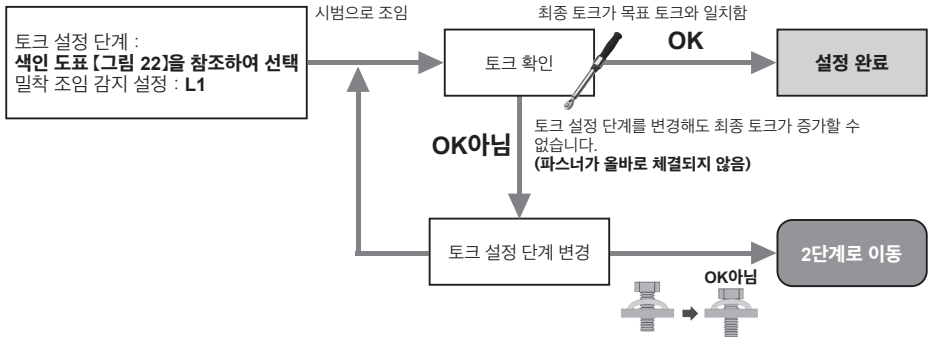 시범으로 조임
최종 토크가 목표 토크와 일치함
OK
토크 설정 단계 :
색인 도표【그림 22】을 참조하여 선택
밀착 조임 감지 설정 : L1
토크 확인
설정 완료
OK아님
토크 설정 단계를 변경해도 최종 토크가 증가할 수
없습니다.
(파스너가 올바로 체결되지 않음)
토크 설정 단계 변경
2단계로 이동
OK아님